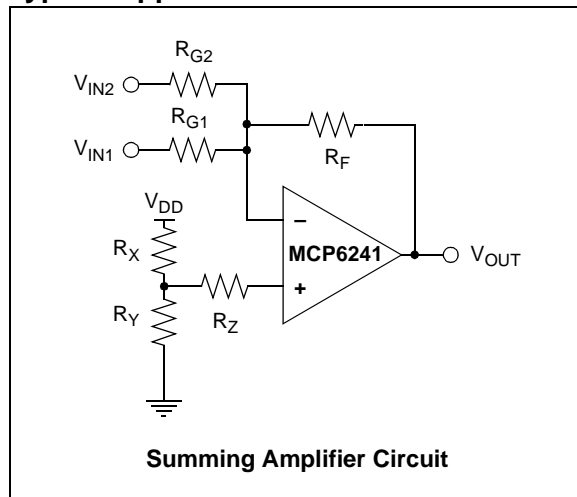 R_G2
V_IN2
R_G1
V_IN1
R_F
V_DD
−
R_X
MCP6241
V_OUT
+
R_Y
R_Z
Summing Amplifier Circuit